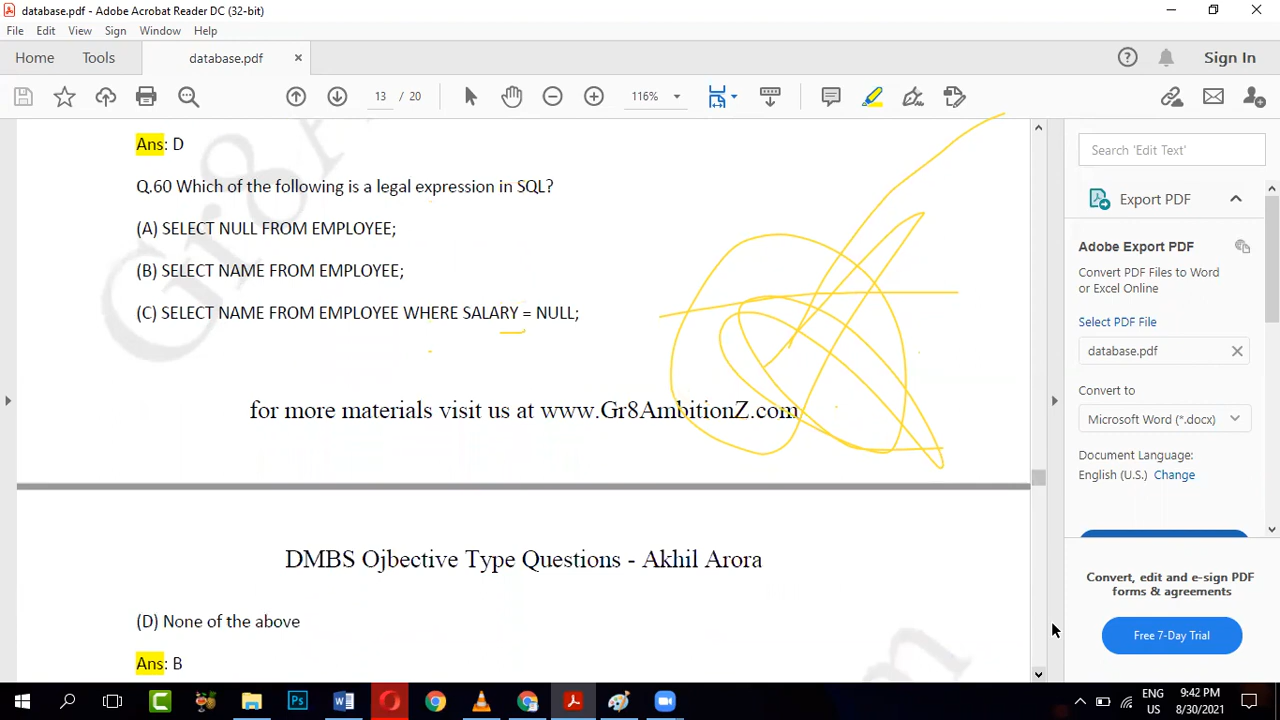 database.pdf - Adobe Acrobat Reader DC (32-bit)
File Edit View Sign Window Help
Home Tools database.pdf ×
Sign In
13 / 20
116%
Ans: D
Q.60 Which of the following is a legal expression in SQL?
(A) SELECT NULL FROM EMPLOYEE;
(B) SELECT NAME FROM EMPLOYEE;
(C) SELECT NAME FROM EMPLOYEE WHERE SALARY = NULL;
for more materials visit us at www.Gr8AmbitionZ.com
DMBS Ojbective Type Questions - Akhil Arora
(D) None of the above
Ans: B
Search 'Edit Text'
Export PDF
Adobe Export PDF
Convert PDF Files to Word
or Excel Online
Select PDF File
database.pdf
Convert to
Microsoft Word (*.docx)
Document Language:
English (U.S.) Change
Convert, edit and e-sign PDF
forms & agreements
Free 7-Day Trial
ENG
US
9:42 PM
8/30/2021